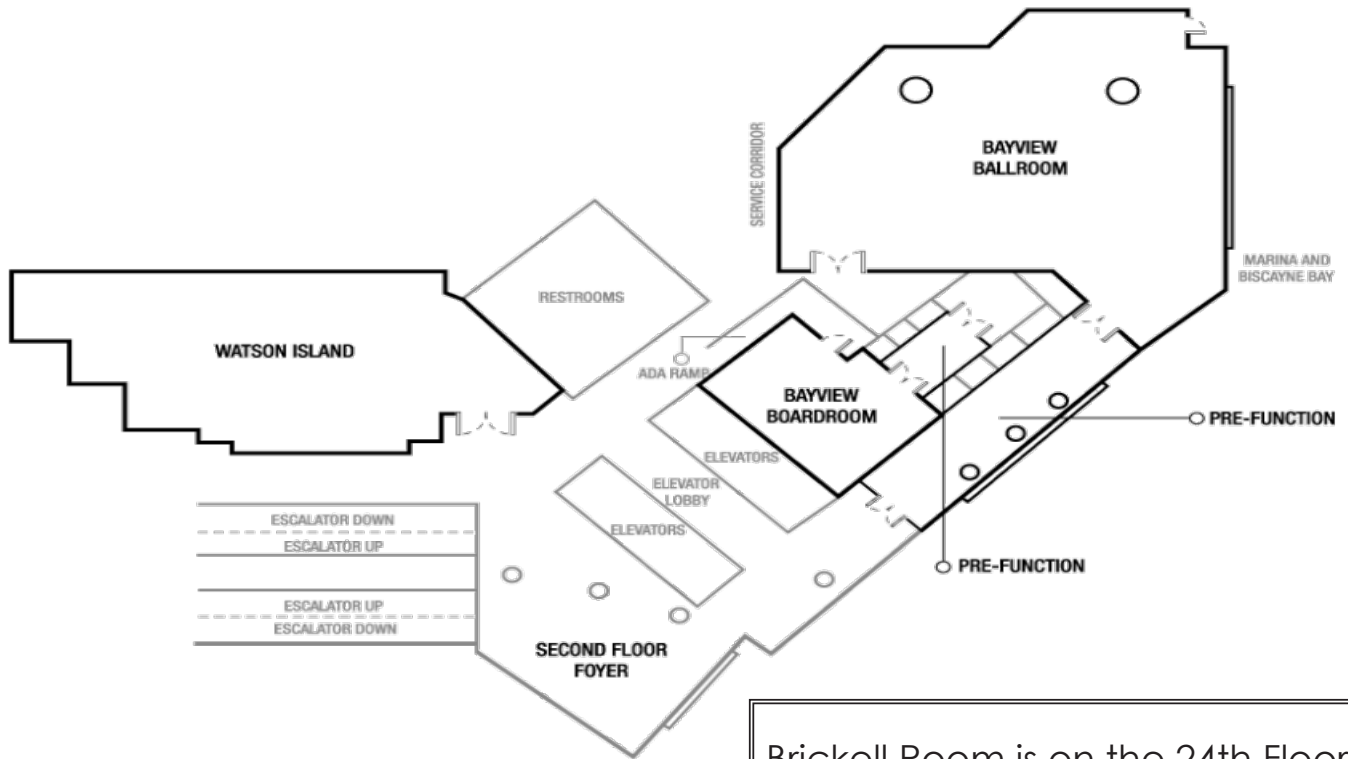 BAYVIEW
BALLROOM
SERVICE CORRIDOR
MARINA AND
BISCAYNE BAY
RESTROOMS
WATSON ISLAND
ADA RAMP
BAYVIEW
BOARDROOM
PRE-FUNCTION
ELEVATORS
ELEVATOR
LOBBY
ELEVATORS
ESCALATOR DOWN
ESCALATOR UP
PRE-FUNCTION
ESCALATOR UP
ESCALATOR DOWN
SECOND FLOOR
FOYER
Brickell Room is on the 24th Floor